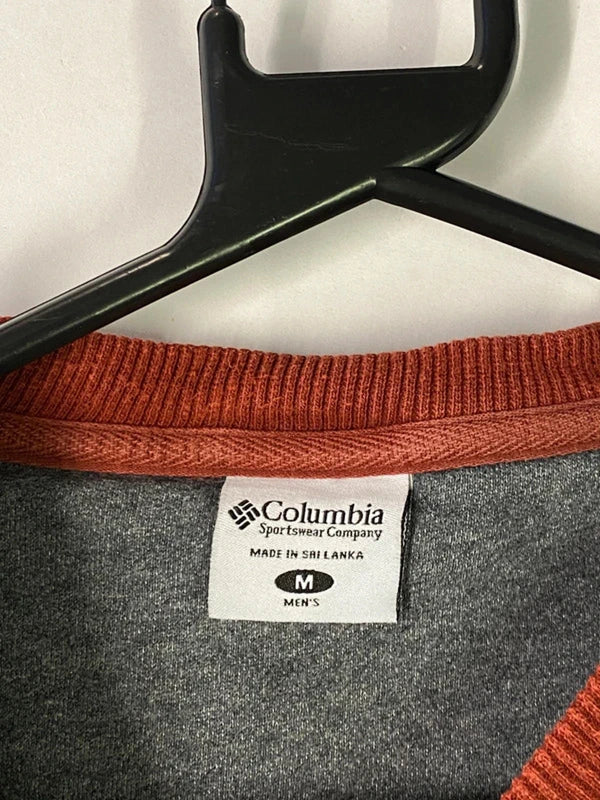 Columbia
Sportswear Company
MADE IN SRI LANKA
M
MEN'S